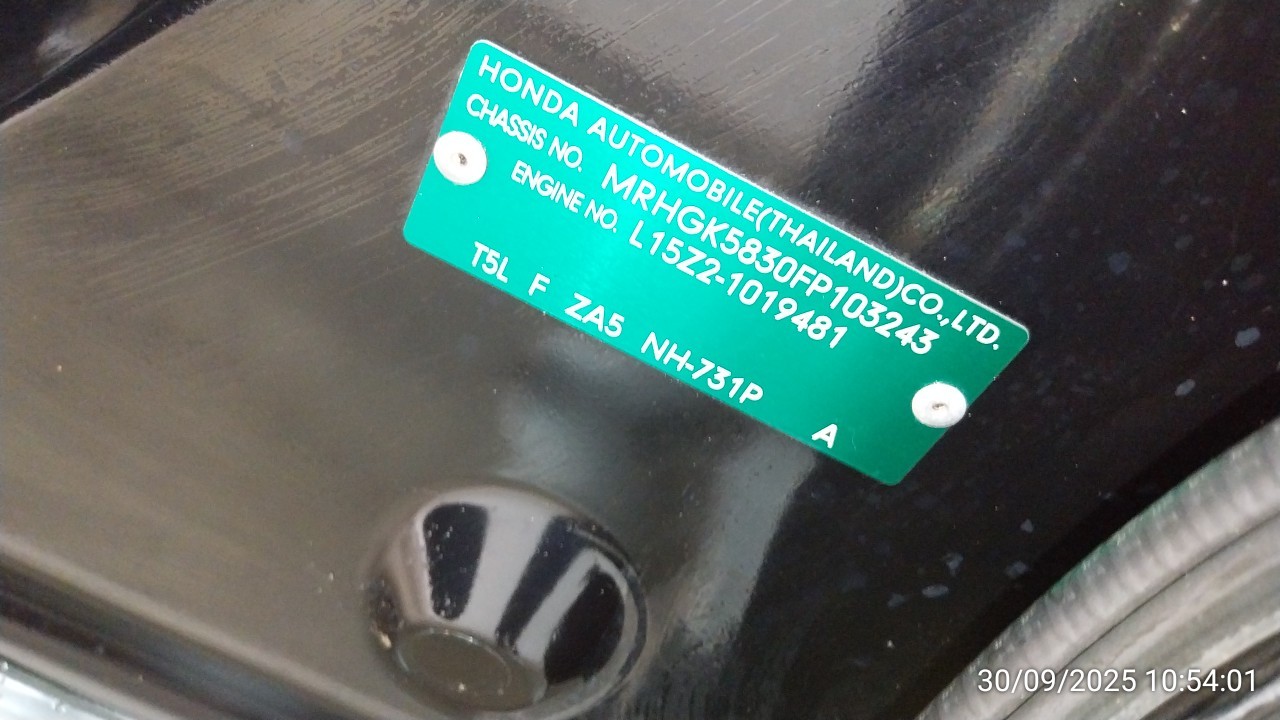 HONDA AUTOMOBILE(THAILAND)CO.,LTD.
CHASSIS NO. MRHGK5830FP103243
ENGINE NO. L15Z2-1019481
T5L F ZA5 NH-731P A
30/09/2025 10:54:01